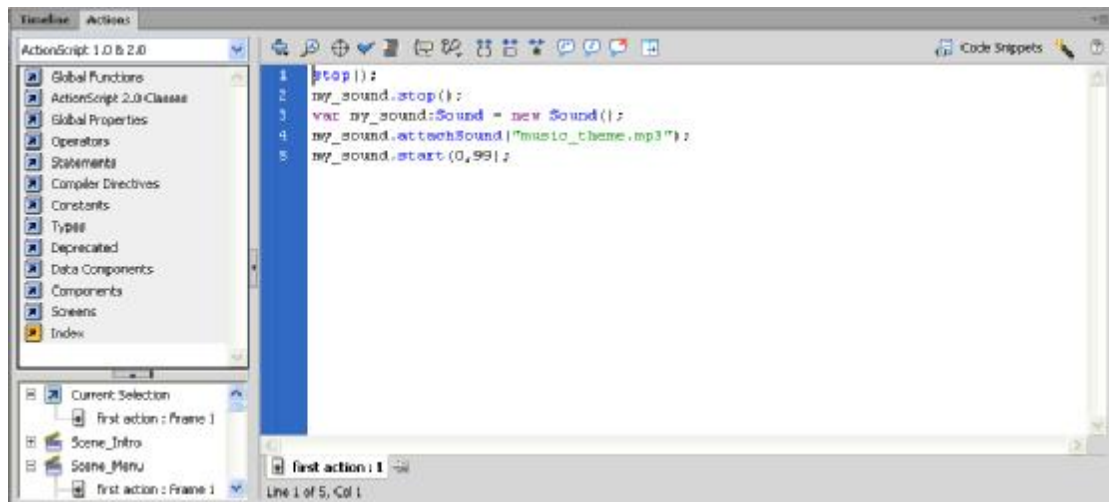 Timeline Actions
ActionScript 1.0 & 2.0
Code Snippets
Global Functions
ActionScript 2.0 Classes
Global Properties
Operators
Statements
Compiler Directives
Constants
Types
Deprecated
Data Components
Components
Screens
Index
Current Selection
first action : Frame 1
Scene_Intro
Scene_Menu
first action : Frame 1
1 stop();
2 my_sound.stop();
3 var my_sound:Sound = new Sound();
4 my_sound.attachSound("music_theme.mp3");
5 my_sound.start(0,99);
first action : 1
Line 1 of 5, Col 1